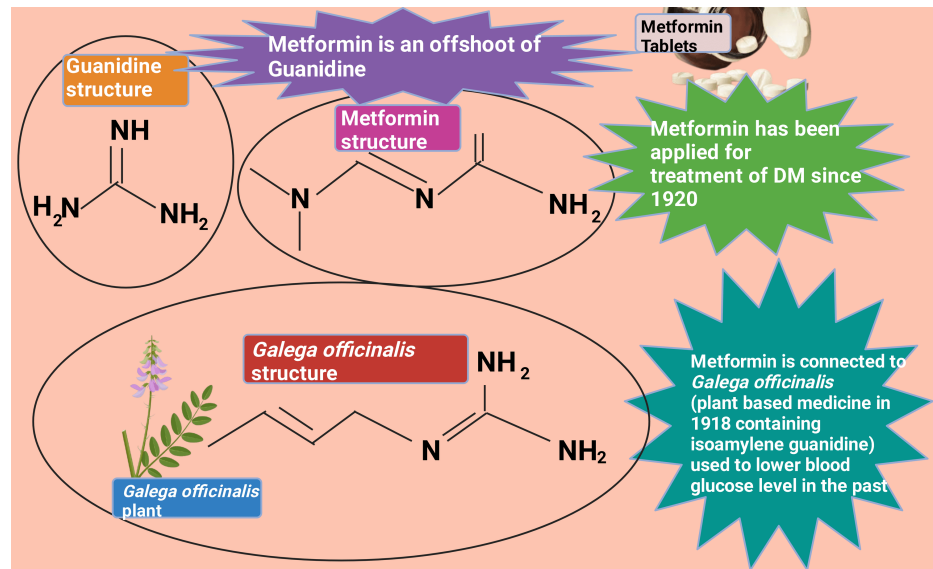 Metformin is an offshoot of
Guanidine
Metformin
Tablets
Guanidine
structure
NH
H2N
NH2
Metformin
structure
N
N
NH2
Metformin has been
applied for
treatment of DM since
1920
Galega officinalis
structure
NH2
N
NH2
Galega officinalis
plant
Metformin is connected to
Galega officinalis
(plant based medicine in
1918 containing
isoamylene guanidine)
used to lower blood
glucose level in the past